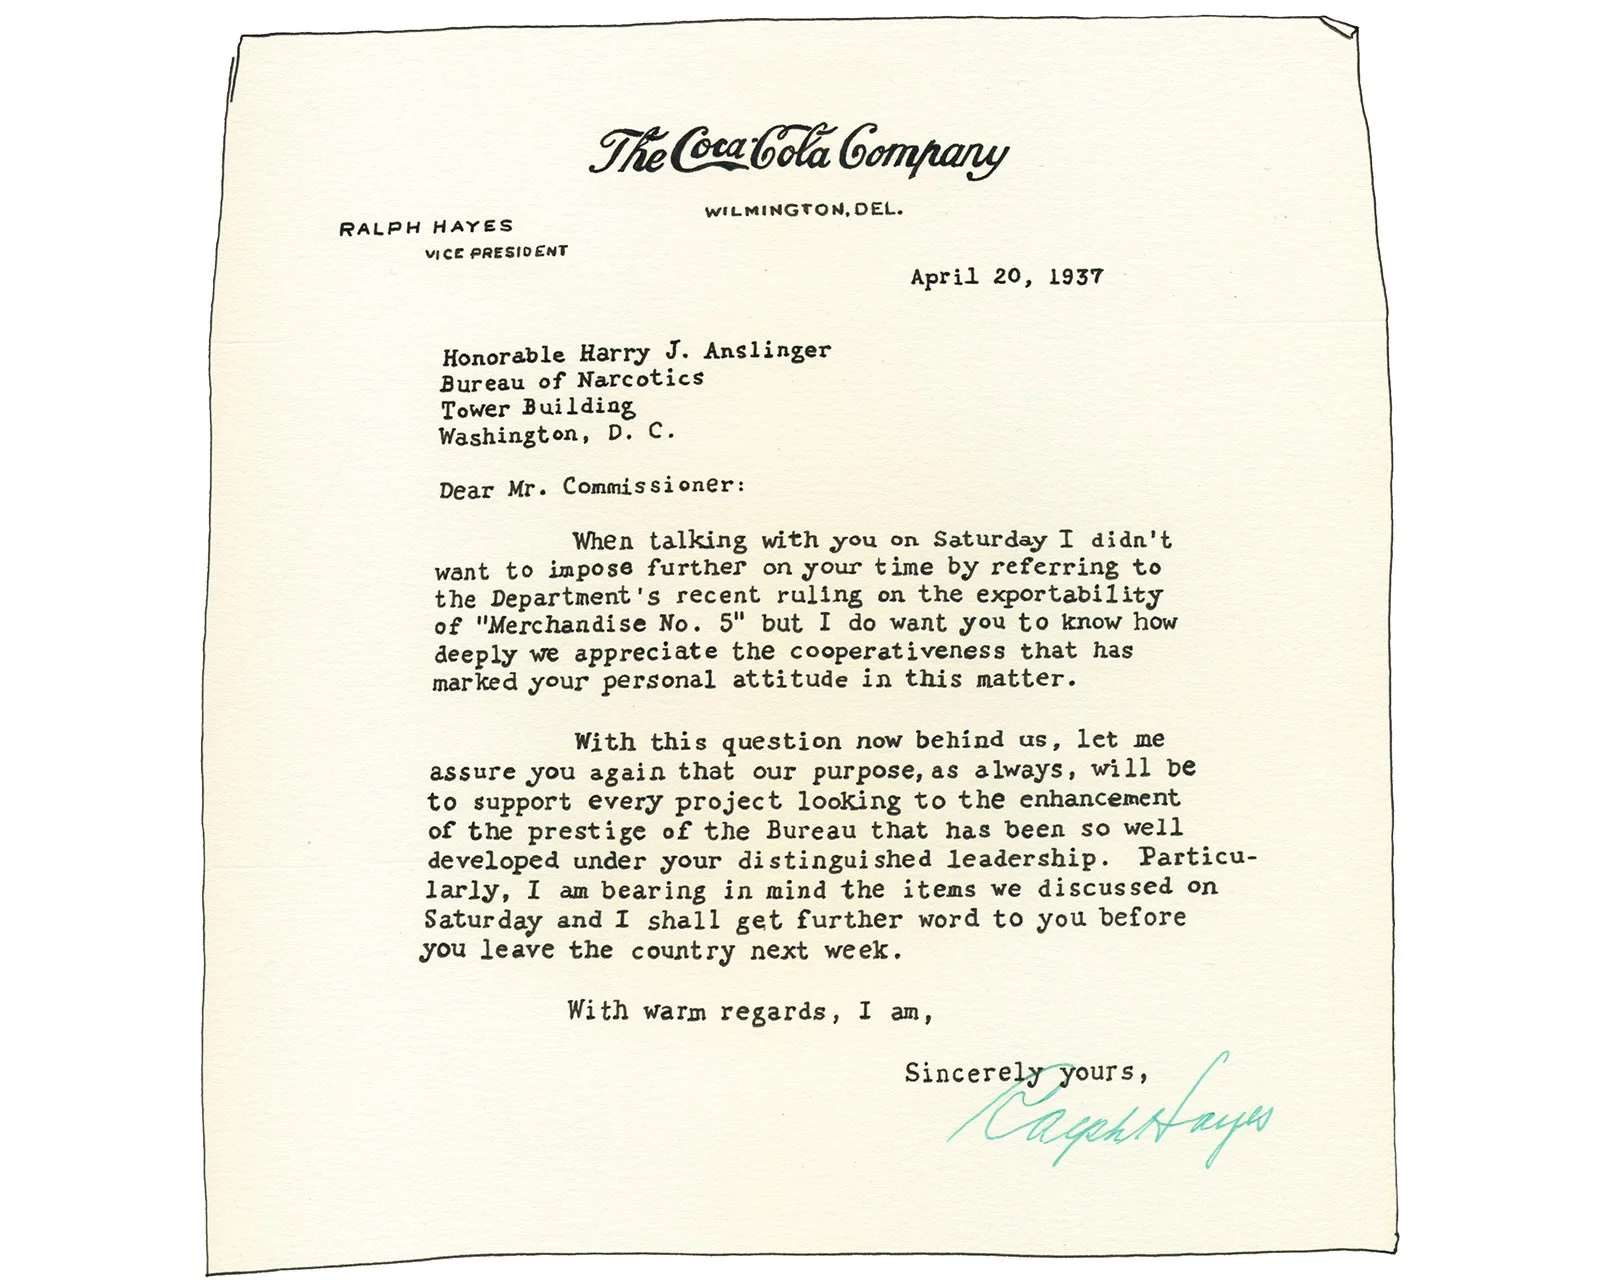 The Coca-Cola Company
WILMINGTON, DEL.
RALPH HAYES
VICE PRESIDENT
April 20, 1937
Honorable Harry J. Anslinger
Bureau of Narcotics
Tower Building
Washington, D. C.
Dear Mr. Commissioner:
When talking with you on Saturday I didn't
want to impose further on your time by referring to
the Department's recent ruling on the exportability
of "Merchandise No. 5" but I do want you to know how
deeply we appreciate the cooperativeness that has
marked your personal attitude in this matter.
With this question now behind us, let me
assure you again that our purpose, as always, will be
to support every project looking to the enhancement
of the prestige of the Bureau that has been so well
developed under your distinguished leadership. Particu-
larly, I am bearing in mind the items we discussed on
Saturday and I shall get further word to you before
you leave the country next week.
With warm regards, I am,
Sincerely yours,
Ralph Hayes